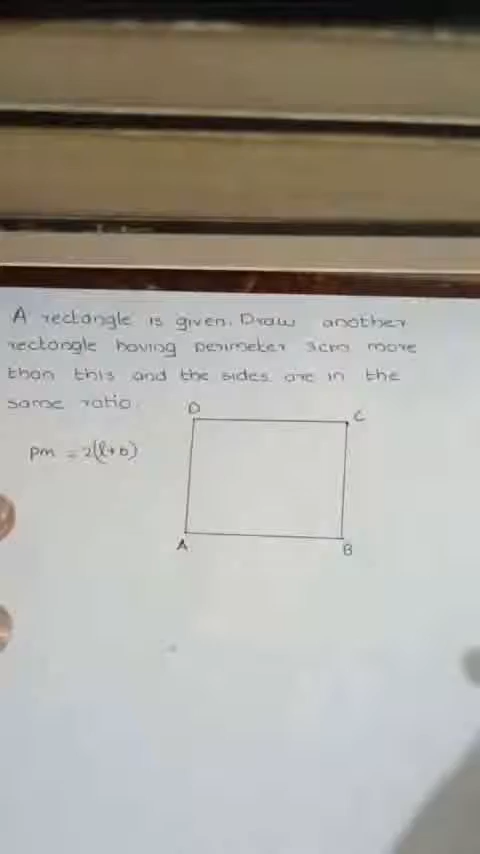 A rectangle is given. Draw another
rectangle having perimeter 3cm more
than this and the sides are in the
same ratio.
D
C
pm = 2(l+b)
A
B